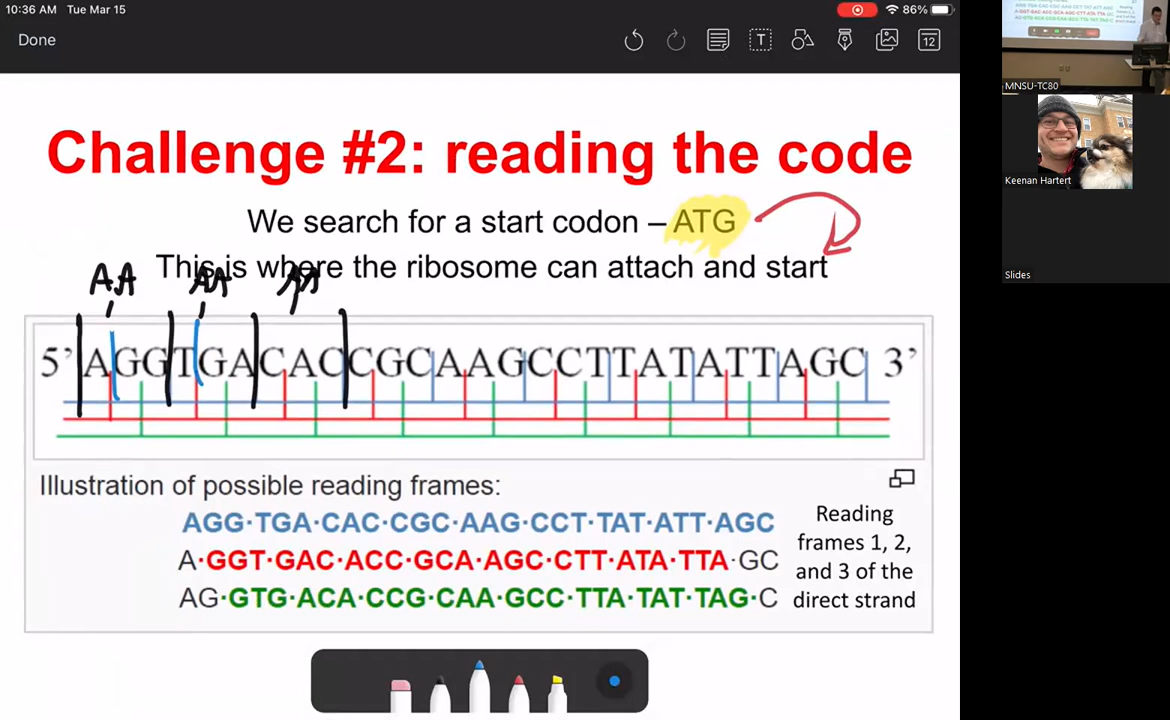 10:36 AM Tue Mar 15
86%
Done
12
Challenge #2: reading the code
We search for a start codon – ATG
This is where the ribosome can attach and start
AA AA AA
5’ AGGTGACACCGCAAGCCTTATATTAGC 3’
Illustration of possible reading frames:
AGG·TGA·CAC·CGC·AAG·CCT·TAT·ATT·AGC
A·GGT·GAC·ACC·GCA·AGC·CTT·ATA·TTA·GC
AG·GTG·ACA·CCG·CAA·GCC·TTA·TAT·TAG·C
Reading
frames 1, 2,
and 3 of the
direct strand
MNSU-TC80
Keenan Hartert
Slides